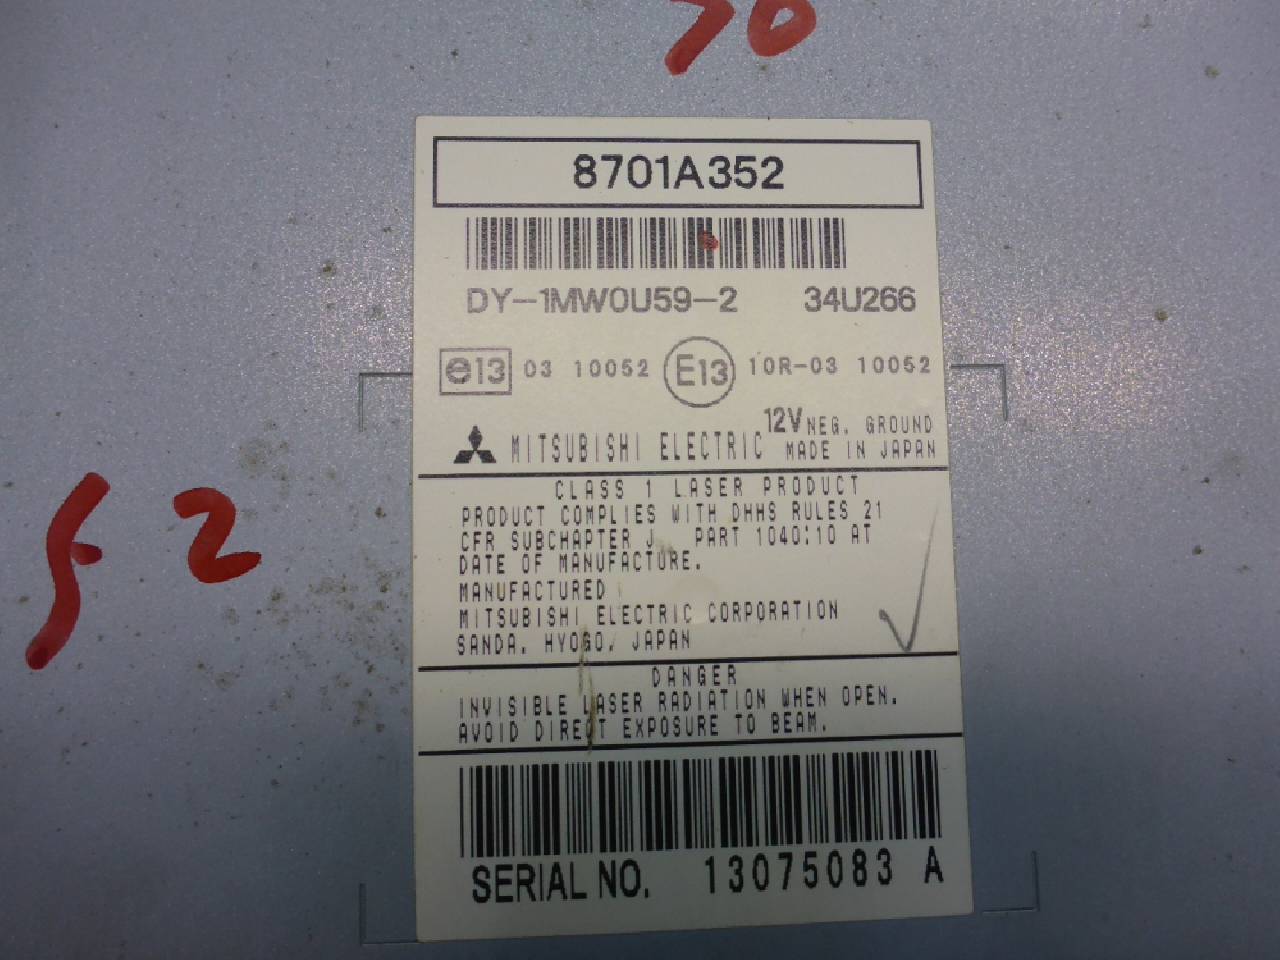 8701A352
DY-1MW0U59-2 34U266
e13 03 10052 E13 10R-03 10052
12V NEG. GROUND
MITSUBISHI ELECTRIC MADE IN JAPAN
CLASS 1 LASER PRODUCT
PRODUCT COMPLIES WITH DHHS RULES 21
CFR SUBCHAPTER J, PART 1040:10 AT
DATE OF MANUFACTURE.
MANUFACTURED
MITSUBISHI ELECTRIC CORPORATION
SANDA, HYOGO, JAPAN
DANGER
INVISIBLE LASER RADIATION WHEN OPEN.
AVOID DIRECT EXPOSURE TO BEAM.
SERIAL NO. 13075083 A